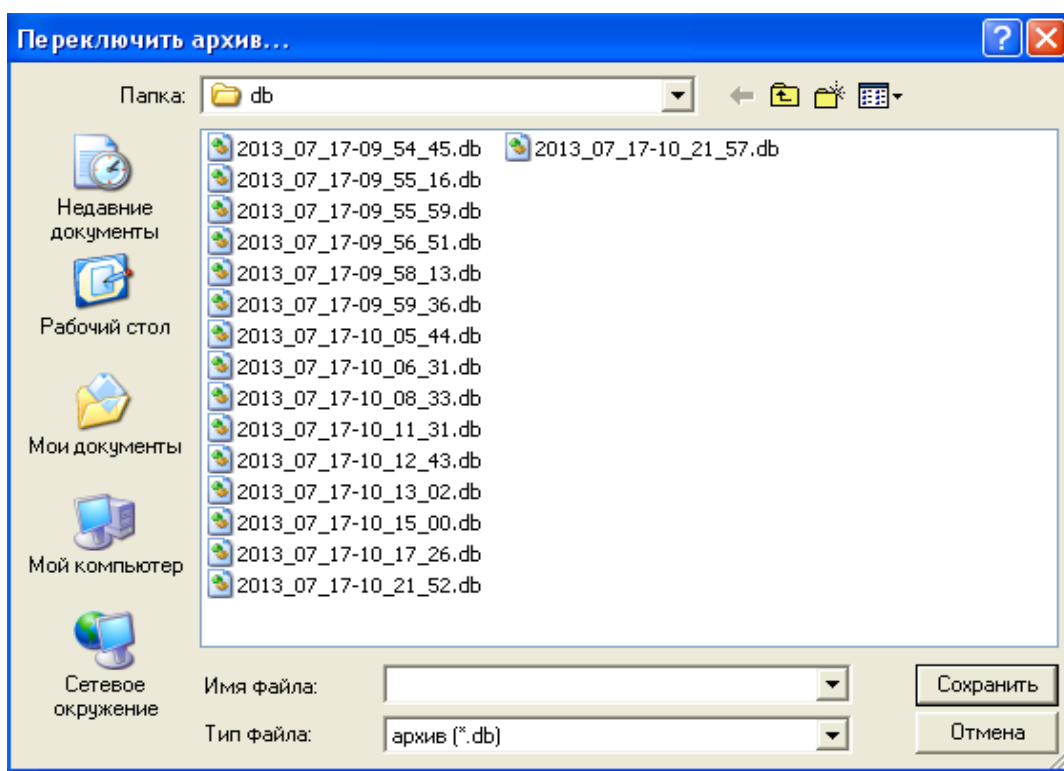 Переключить архив...
Папка:
db
Недавние
документы
Рабочий стол
Мои документы
Мой компьютер
Сетевое
окружение
2013_07_17-09_54_45.db
2013_07_17-09_55_16.db
2013_07_17-09_55_59.db
2013_07_17-09_56_51.db
2013_07_17-09_58_13.db
2013_07_17-09_59_36.db
2013_07_17-10_05_44.db
2013_07_17-10_06_31.db
2013_07_17-10_08_33.db
2013_07_17-10_11_31.db
2013_07_17-10_12_43.db
2013_07_17-10_13_02.db
2013_07_17-10_15_00.db
2013_07_17-10_17_26.db
2013_07_17-10_21_52.db
2013_07_17-10_21_57.db
Имя файла:
Сохранить
Тип файла:
архив (*.db)
Отмена